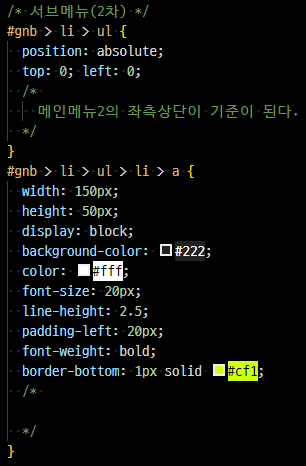 /* 서브메뉴(2차) */
#gnb > li > ul {
position: absolute;
top: 0; left: 0;
/*
메인메뉴2의 좌측상단이 기준이 된다.
*/
}
#gnb > li > ul > li > a {
width: 150px;
height: 50px;
display: block;
background-color: #222;
color: #fff;
font-size: 20px;
line-height: 2.5;
padding-left: 20px;
font-weight: bold;
border-bottom: 1px solid #cf1;
/*
*/
}